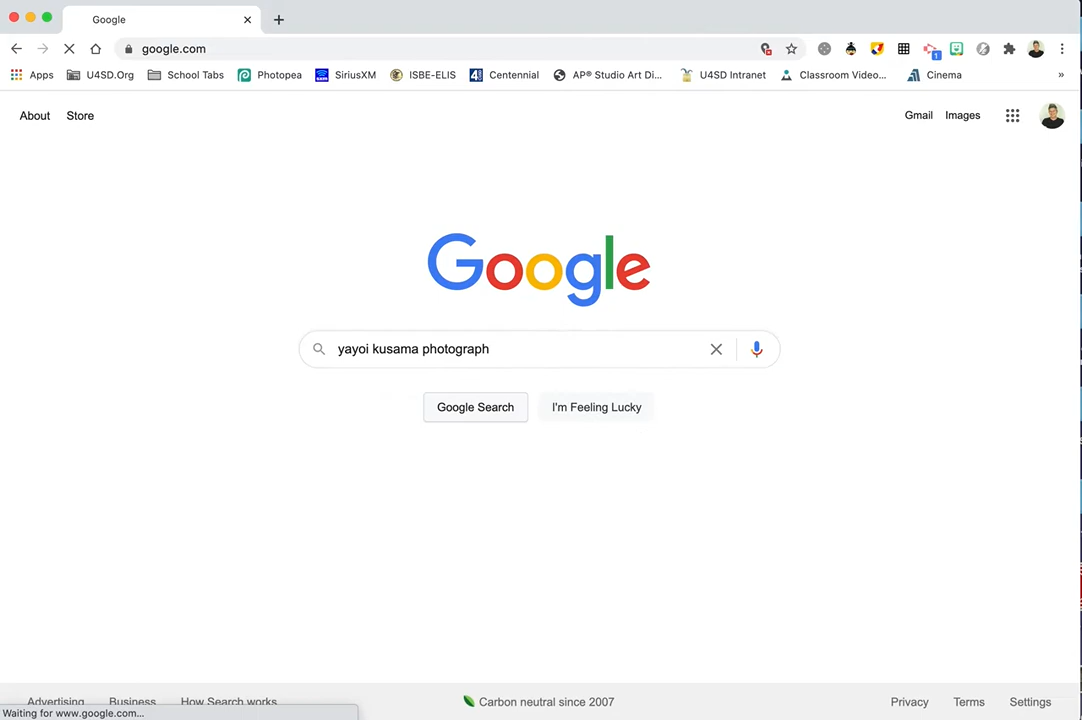 Google
google.com
1
Apps U4SD.Org School Tabs Photopea SiriusXM ISBE-ELIS Centennial AP® Studio Art Di... U4SD Intranet Classroom Video... Cinema »
About Store Gmail Images
Google
yayoi kusama photograph
Google Search I'm Feeling Lucky
Advertising Business How Search works Carbon neutral since 2007 Privacy Terms Settings
Waiting for www.google.com...